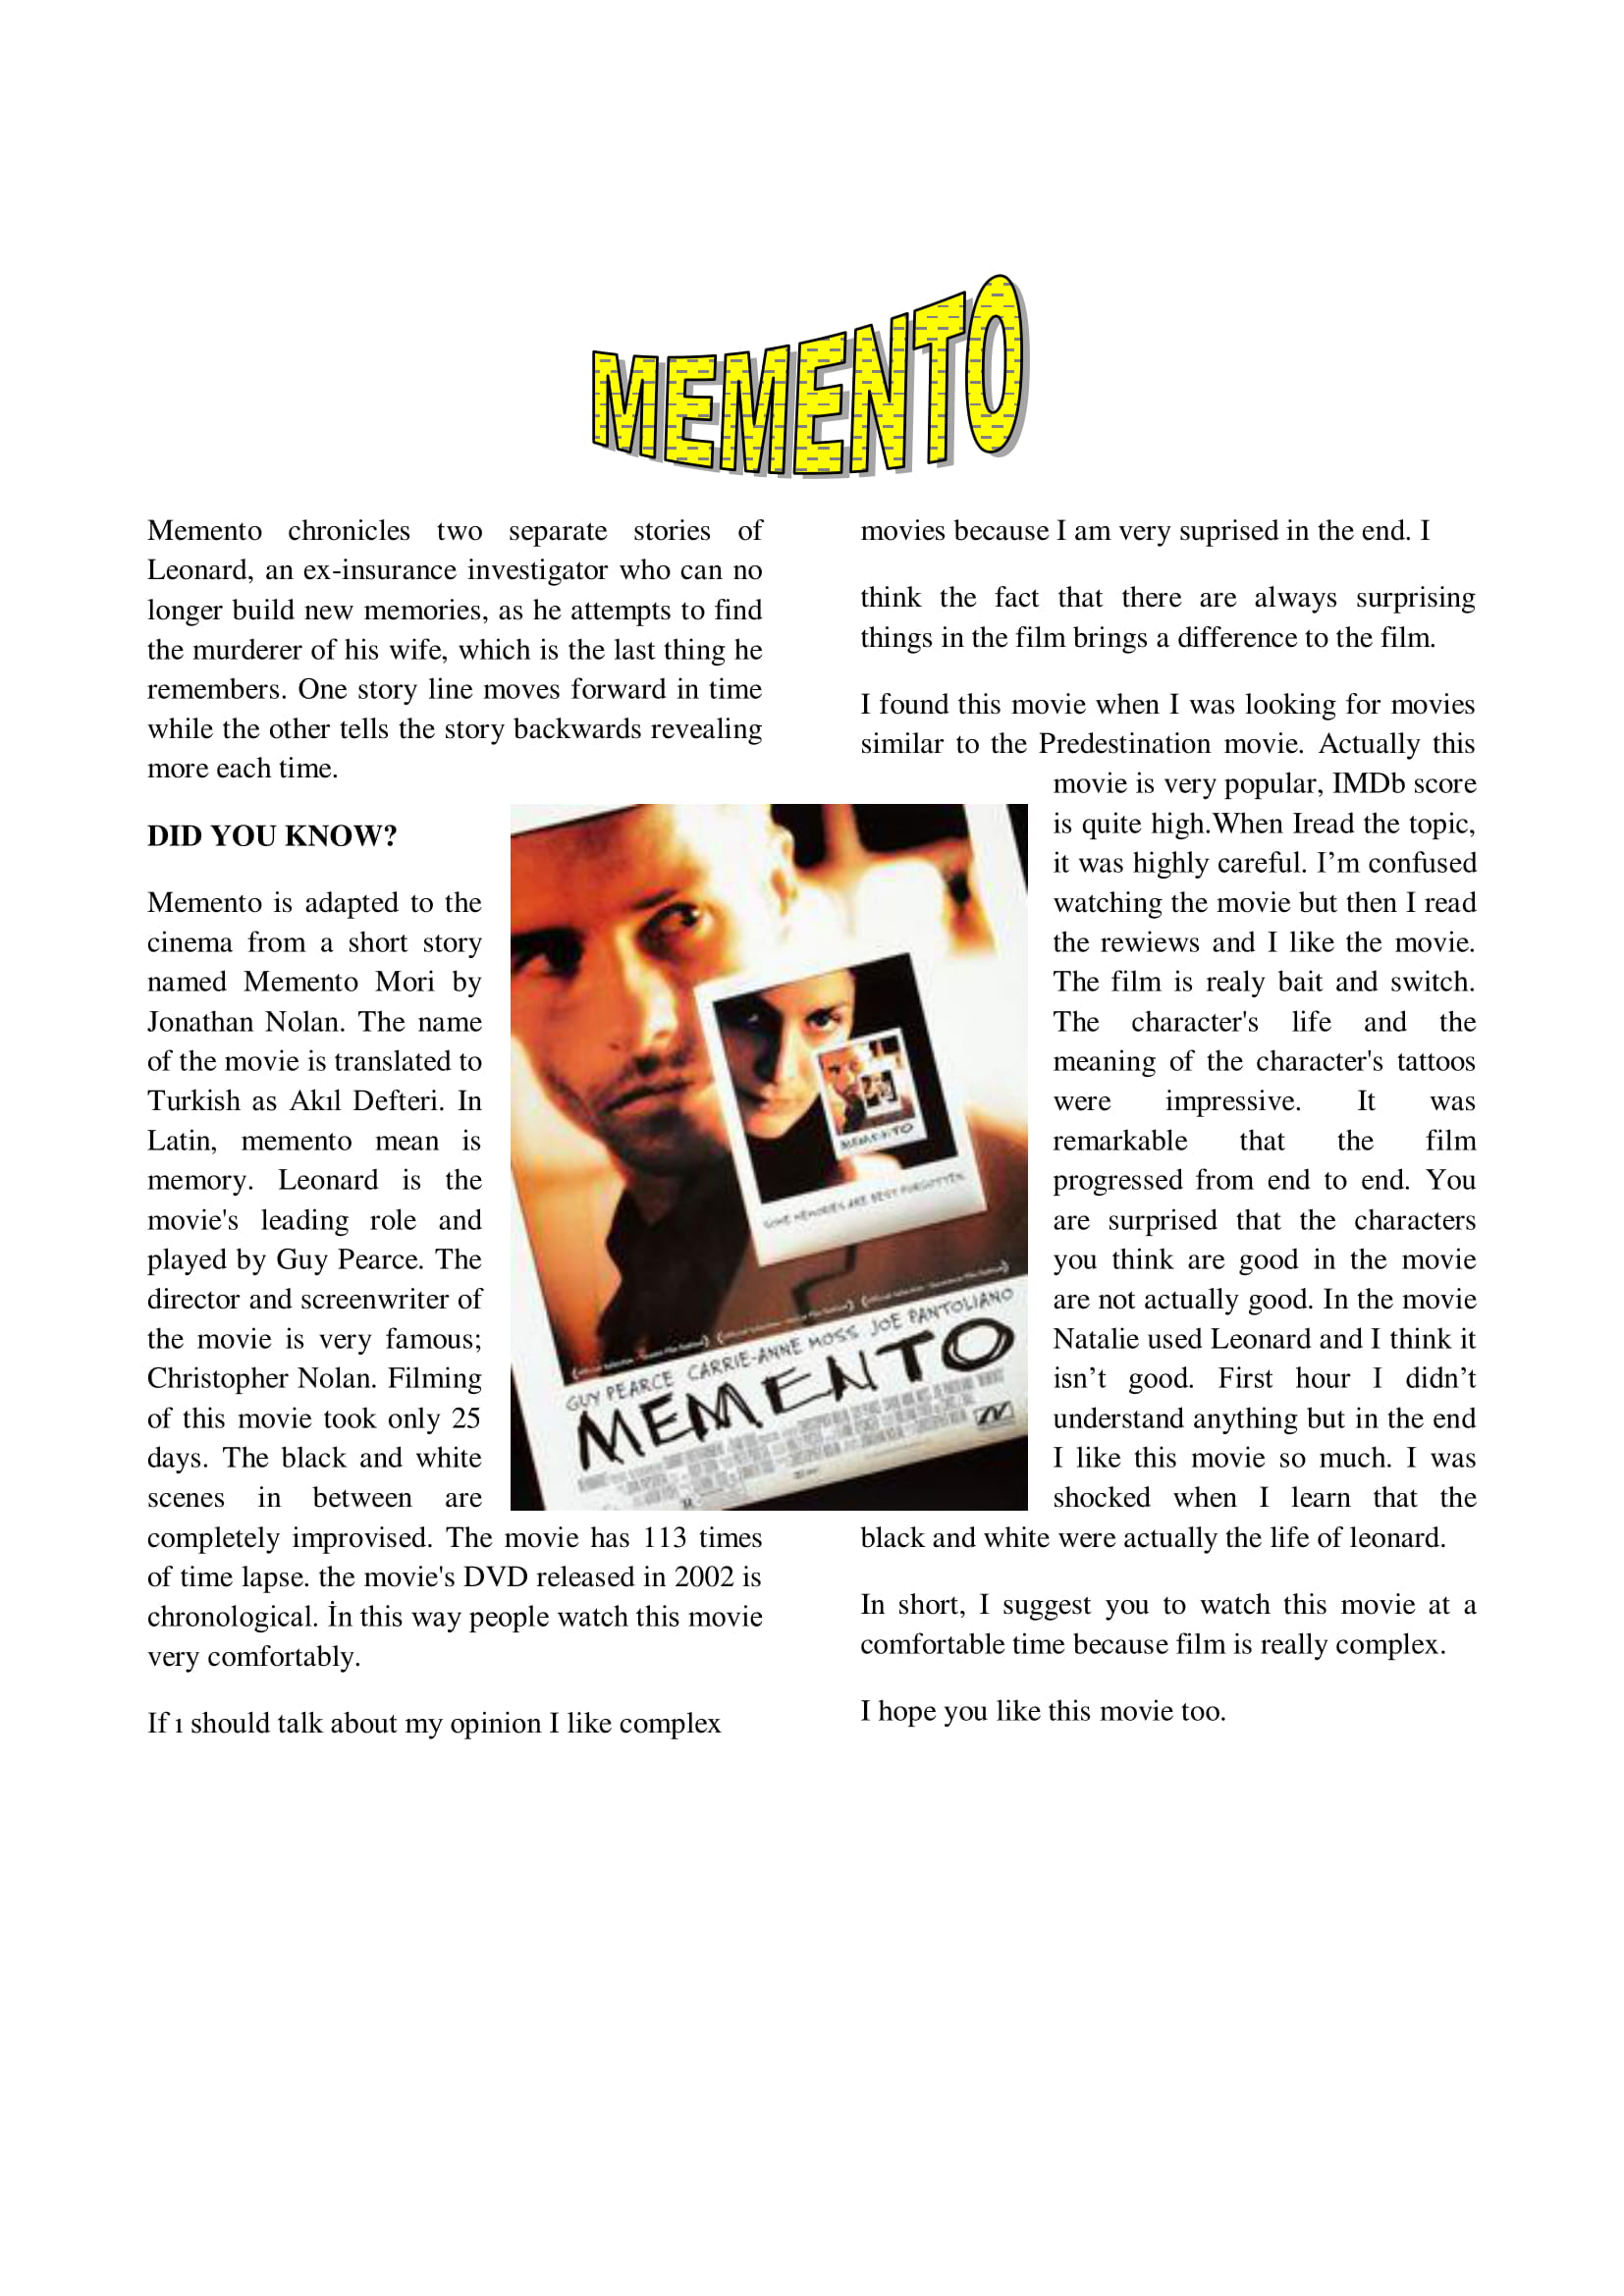 MEMENTO
Memento chronicles two separate stories of
Leonard, an ex-insurance investigator who can no
longer build new memories, as he attempts to find
the murderer of his wife, which is the last thing he
remembers. One story line moves forward in time
while the other tells the story backwards revealing
more each time.
DID YOU KNOW?
Memento is adapted to the
cinema from a short story
named Memento Mori by
Jonathan Nolan. The name
of the movie is translated to
Turkish as Akıl Defteri. In
Latin, memento mean is
memory. Leonard is the
movie's leading role and
played by Guy Pearce. The
director and screenwriter of
the movie is very famous;
Christopher Nolan. Filming
of this movie took only 25
days. The black and white
scenes in between are
completely improvised. The movie has 113 times
of time lapse. the movie's DVD released in 2002 is
chronological. İn this way people watch this movie
very comfortably.
If ı should talk about my opinion I like complex
movies because I am very suprised in the end. I
think the fact that there are always surprising
things in the film brings a difference to the film.
I found this movie when I was looking for movies
similar to the Predestination movie. Actually this
movie is very popular, IMDb score
is quite high.When Iread the topic,
it was highly careful. I’m confused
watching the movie but then I read
the rewiews and I like the movie.
The film is realy bait and switch.
The character's life and the
meaning of the character's tattoos
were impressive. It was
remarkable that the film
progressed from end to end. You
are surprised that the characters
you think are good in the movie
are not actually good. In the movie
Natalie used Leonard and I think it
isn’t good. First hour I didn’t
understand anything but in the end
I like this movie so much. I was
shocked when I learn that the
black and white were actually the life of leonard.
In short, I suggest you to watch this movie at a
comfortable time because film is really complex.
I hope you like this movie too.
MEMENTO
SOME MEMORIES ARE BEST FORGOTTEN.
GUY PEARCE CARRIE-ANNE MOSS JOE PANTOLIANO
MEMENTO